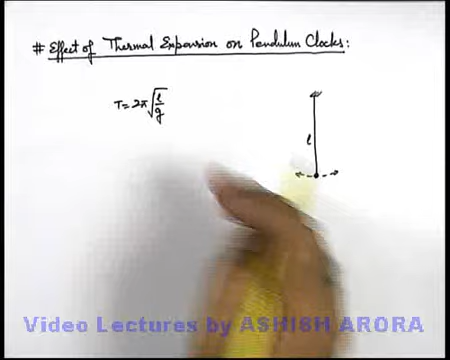 # Effect of Thermal Expansion on Pendulum Clocks:
T = 2π√(l/g)
l
Video Lectures by ASHISH ARORA